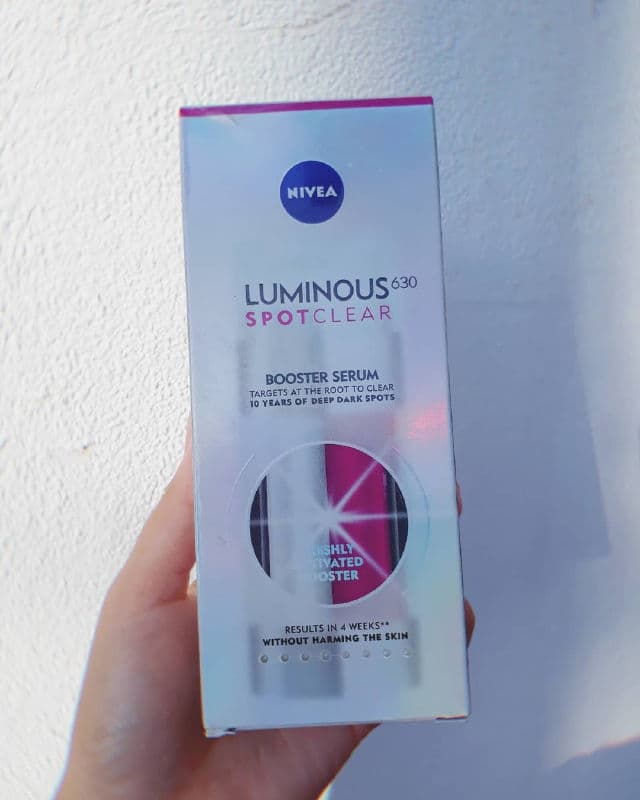 NIVEA
LUMINOUS630
SPOTCLEAR
BOOSTER SERUM
TARGETS AT THE ROOT TO CLEAR
10 YEARS OF DEEP DARK SPOTS
RESULTS IN 4 WEEKS**
WITHOUT HARMING THE SKIN